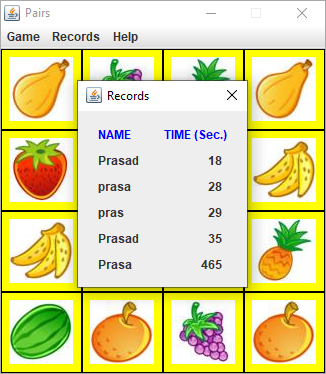 Pairs
Game Records Help
Records
NAME TIME (Sec.)
Prasad 18
prasa 28
pras 29
Prasad 35
Prasa 465